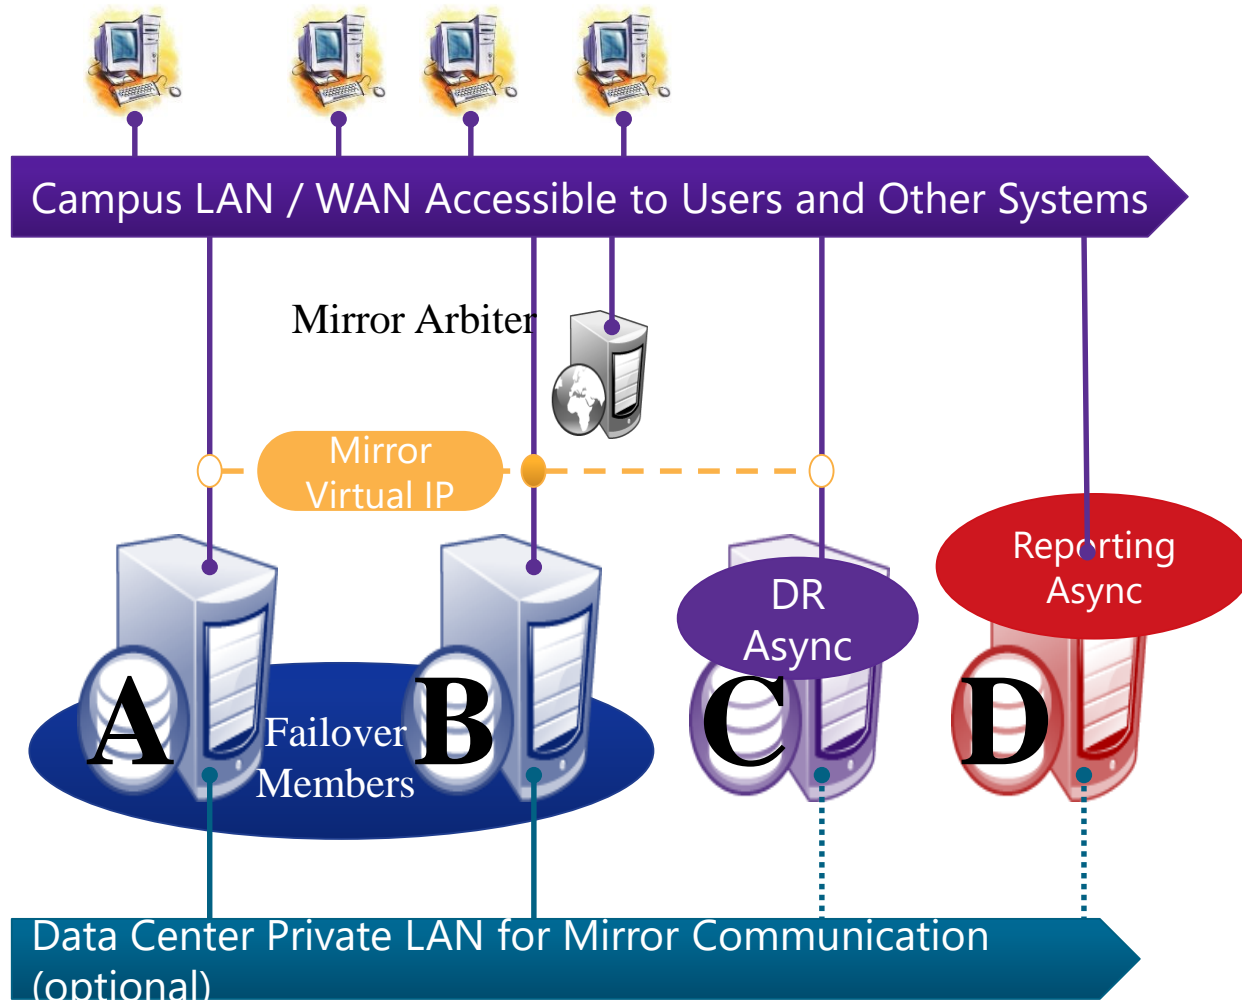 Campus LAN / WAN Accessible to Users and Other Systems
Mirror Arbiter
Mirror
Virtual IP
Reporting
Async
DR
Async
A
Failover
Members
B
C
D
Data Center Private LAN for Mirror Communication
(optional)